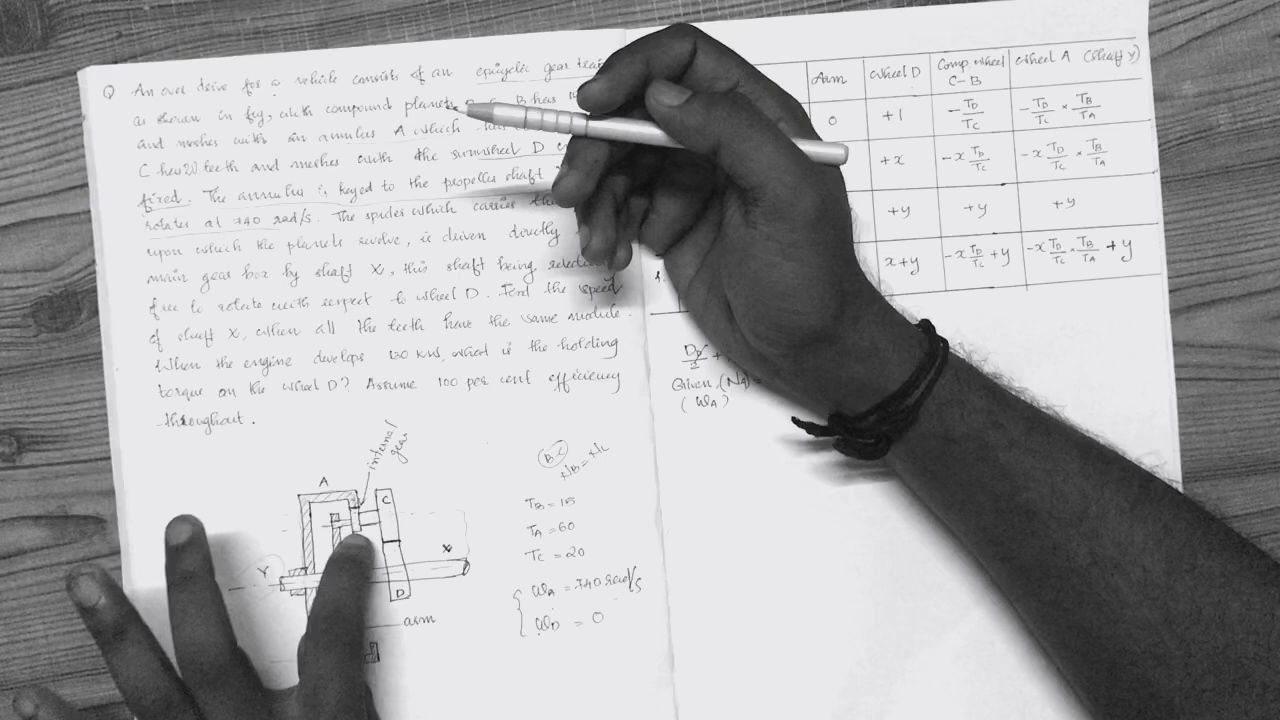 Q An over drive for a vehicle consists of an epicyclic gear train
as shown in fig, with compound planets B has
and meshes with an annulus A which
C has 20 teeth and meshes with the sunwheel D
fixed. The annulus is keyed to the propeller shaft
rotates at 740 rad/s. The spider which carries the
upon which the planets revolve, is driven directly
main gear box by shaft X, this shaft being
free to rotate with respect to wheel D. Find the speed
of shaft X, when all the teeth have the same module.
When the engine develops 130 kW, what is the holding
torque on the wheel D? Assume 100 per cent efficiency
throughout.
internal
gear
A
C
Y
X
D
arm
B-C
NB = NC
TB = 15
TA = 60
TC = 20
ωA = 740 rad/s
ωD = 0
Arm
Wheel D
Comp. wheel
C-B
Wheel A (Shaft Y)
0
+1
-TD/TC
-TD/TC × TB/TA
+x
-x TD/TC
-x TD/TC × TB/TA
+y
+y
+y
4.
x+y
-x TD/TC +y
-x TD/TC × TB/TA + y
Given, (NA) =
(ωA)